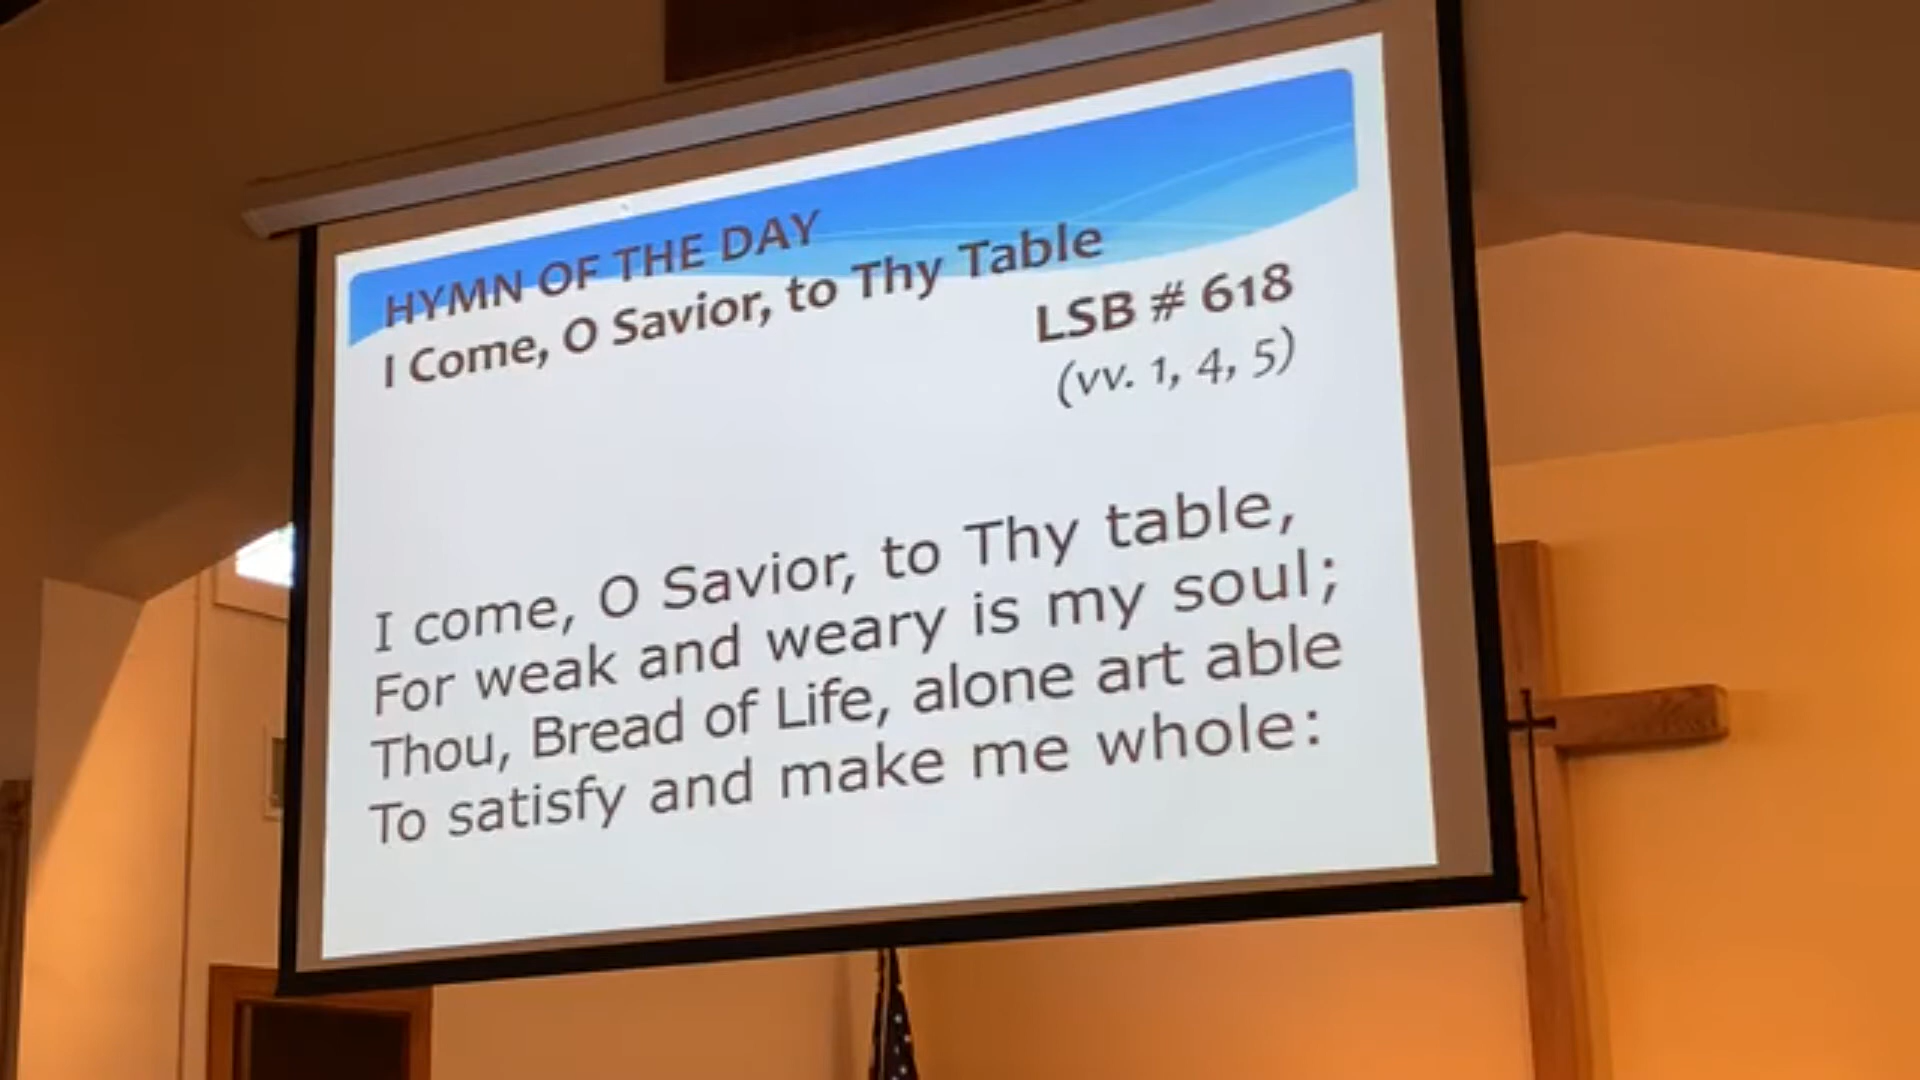 HYMN OF THE DAY
I Come, O Savior, to Thy Table
LSB # 618
(vv. 1, 4, 5)
I come, O Savior, to Thy table,
For weak and weary is my soul;
Thou, Bread of Life, alone art able
To satisfy and make me whole: